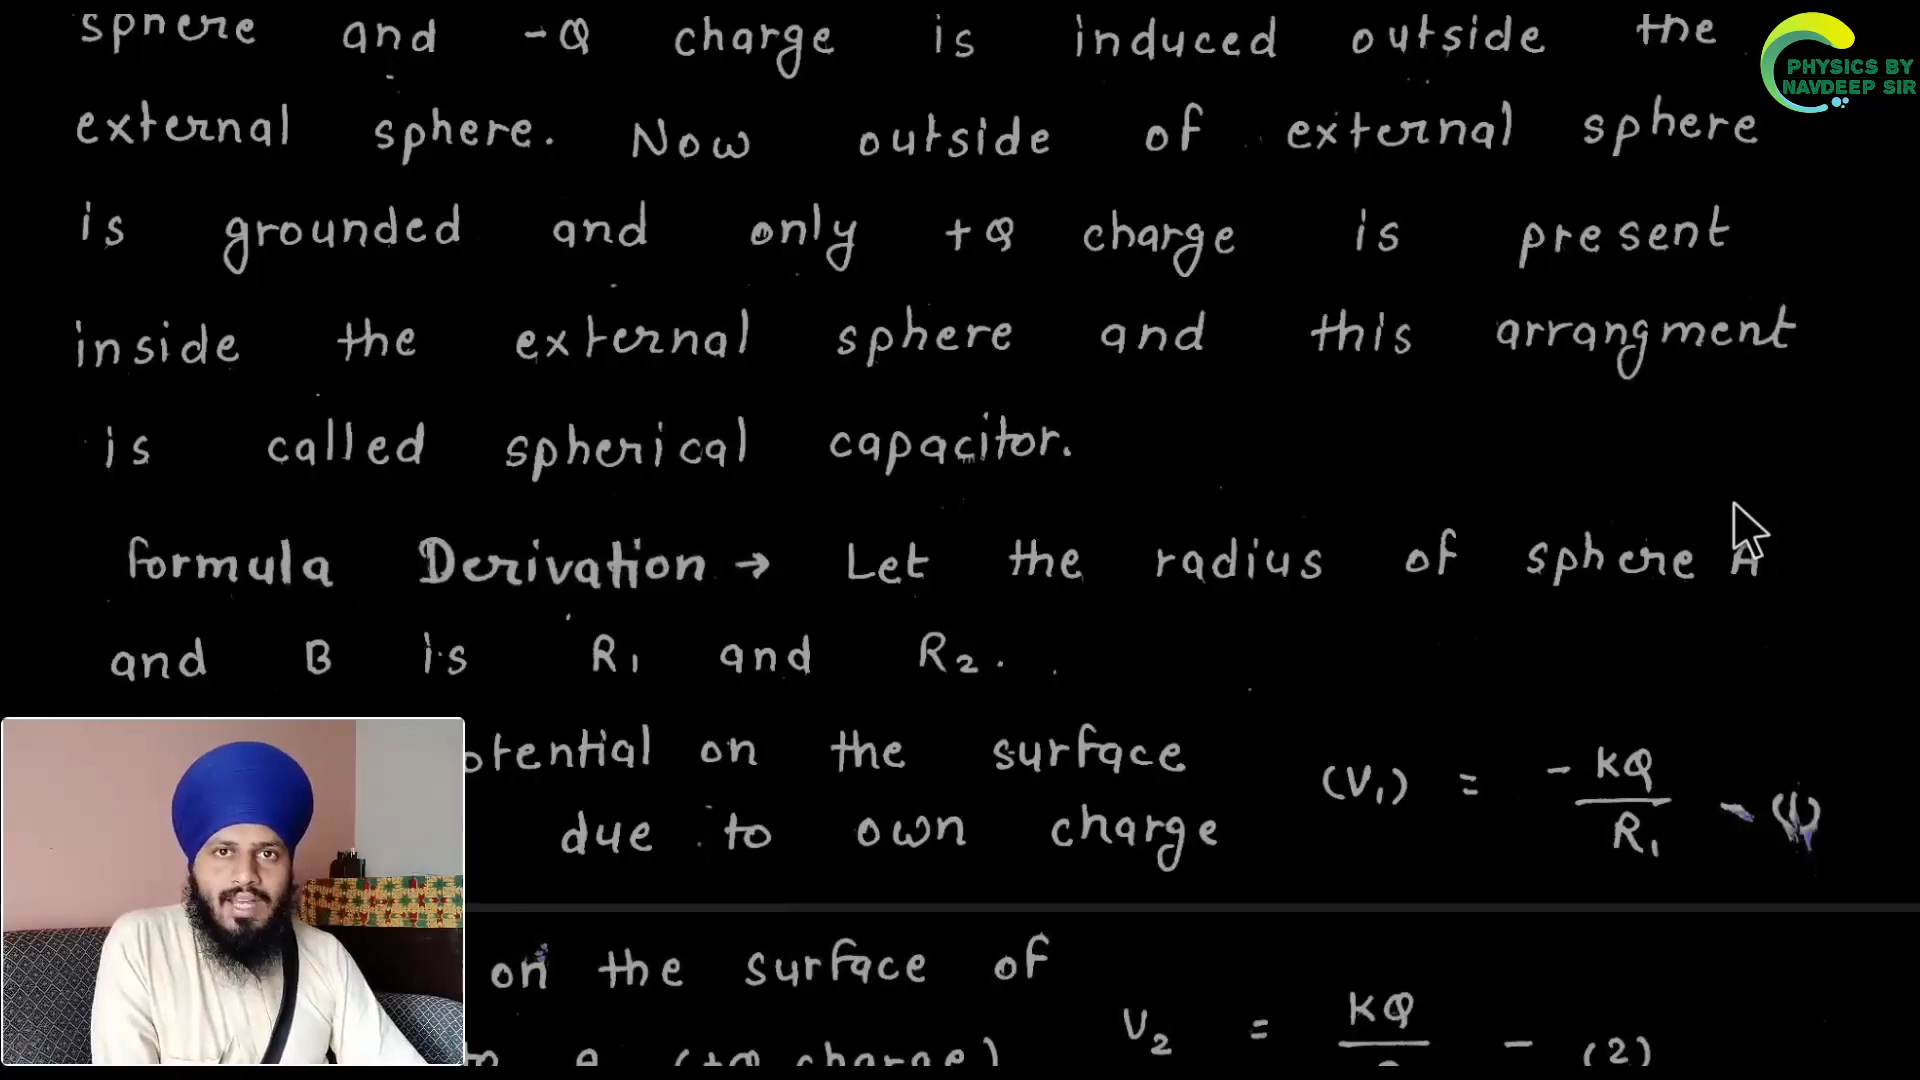 sphere and -Q charge is induced outside the
external sphere. Now outside of external sphere
is grounded and only +Q charge is present
inside the external sphere and this arrangment
is called spherical capacitor.
Formula Derivation → Let the radius of sphere A
and B is R₁ and R₂.
otential on the surface
due to own charge
(V₁) = -KQ/R₁ - (1)
on the surface of
V₂ = KQ - (2)
(+Q charge)
PHYSICS BY
NAVDEEP SIR